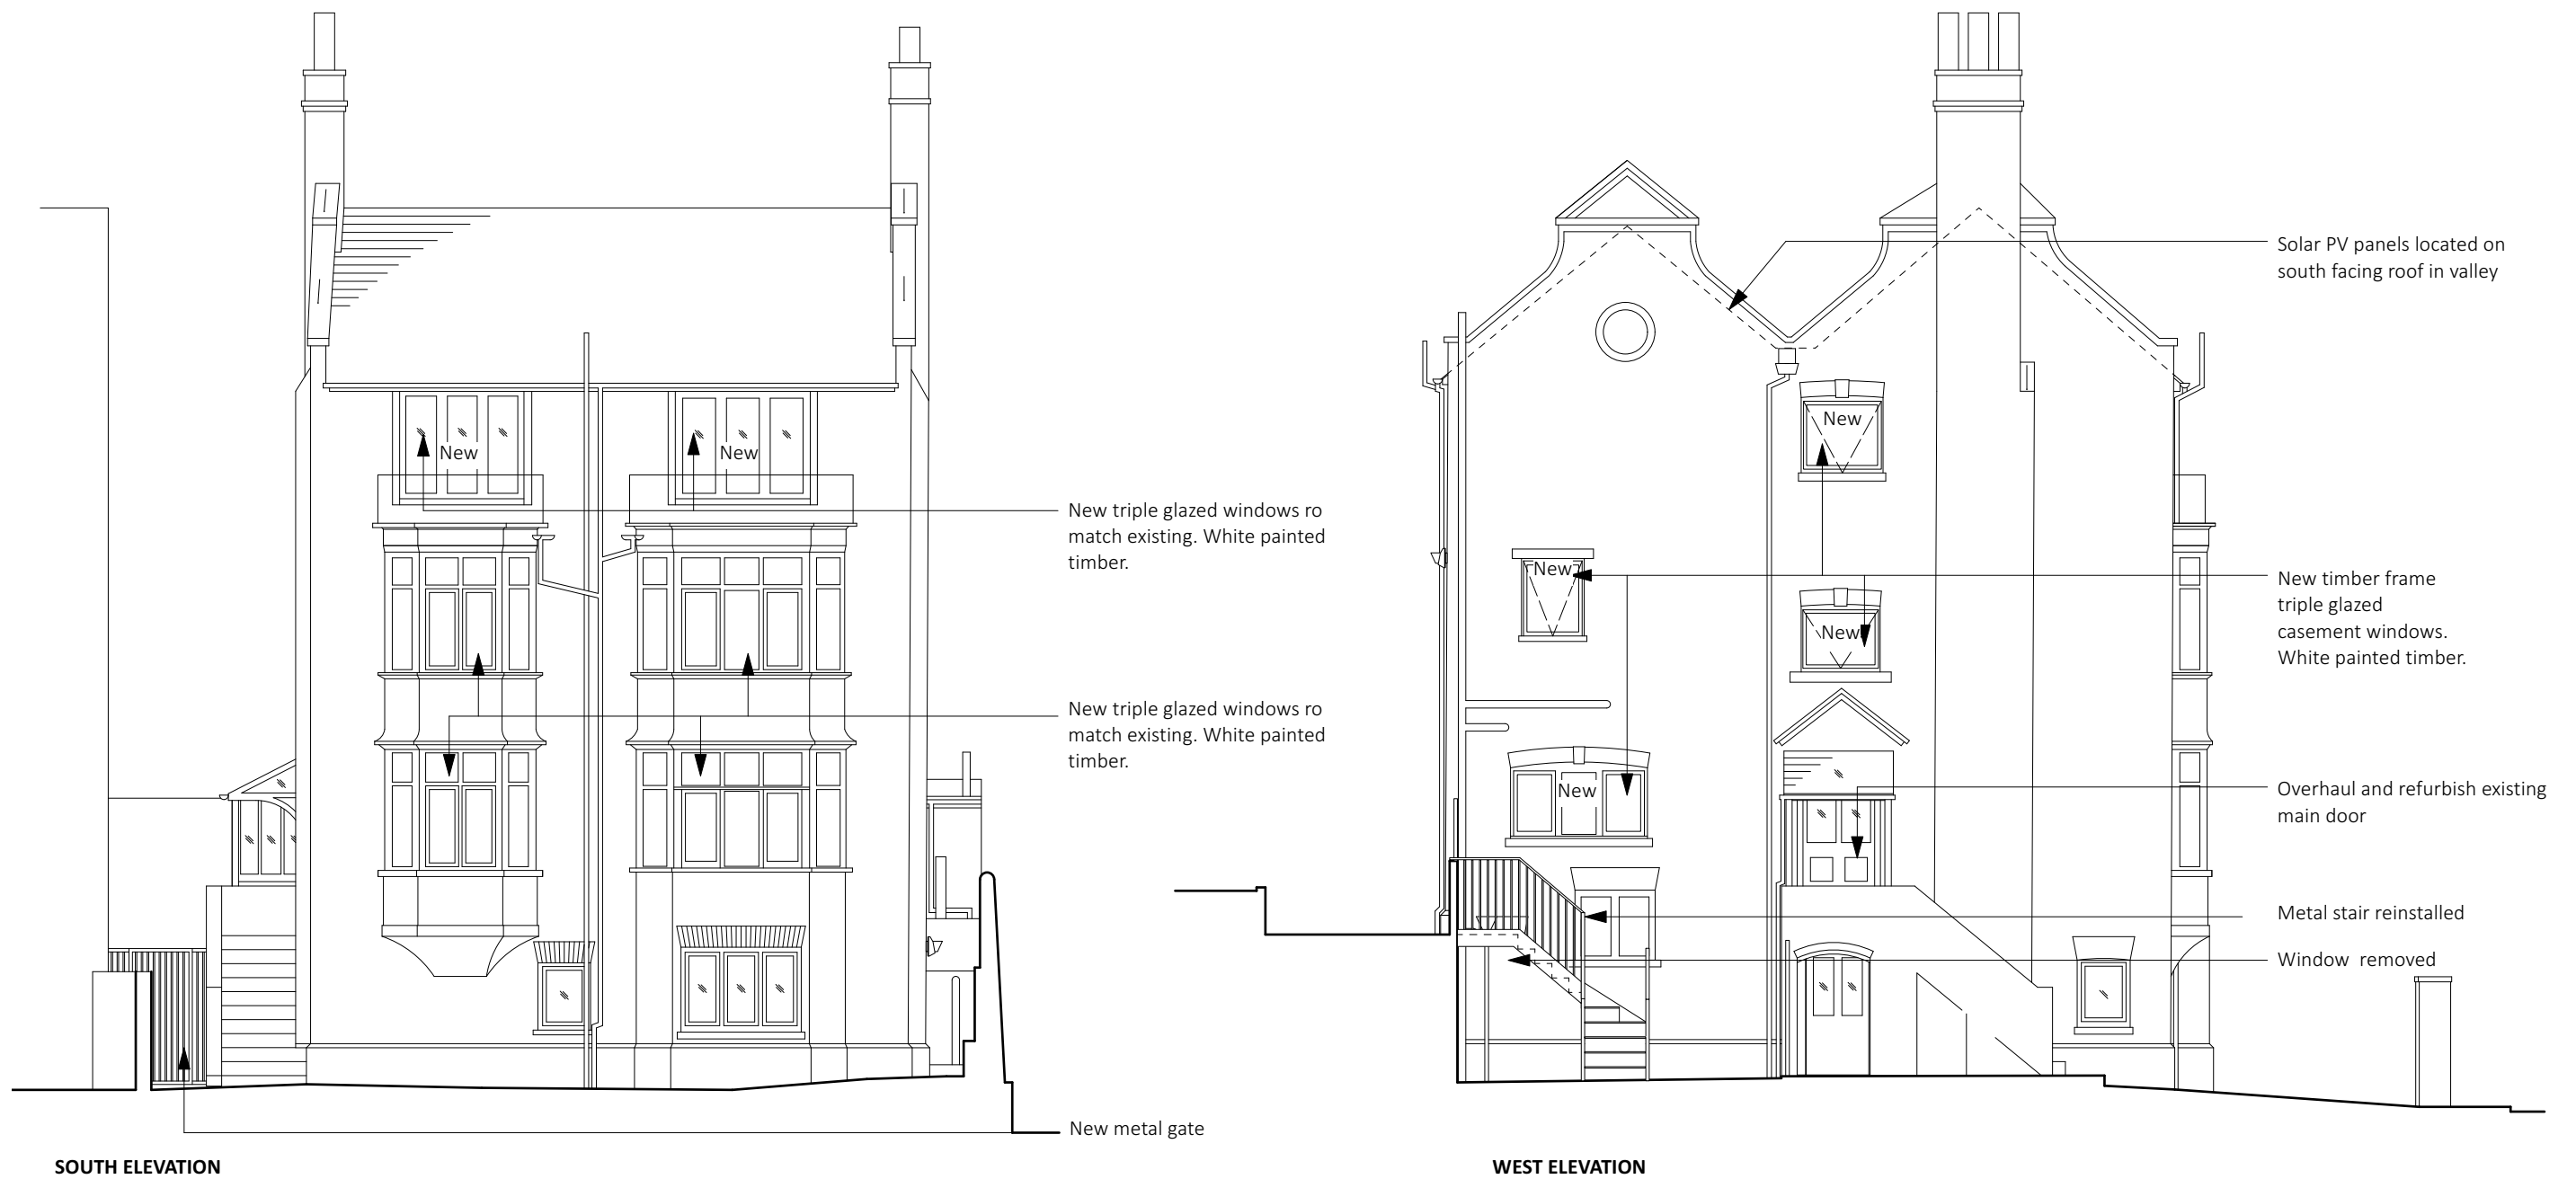 New
New
New triple glazed windows ro
match existing. White painted
timber.
New triple glazed windows ro
match existing. White painted
timber.
New metal gate
SOUTH ELEVATION
New
New
New
New
Solar PV panels located on
south facing roof in valley
New timber frame
triple glazed
casement windows.
White painted timber.
Overhaul and refurbish existing
main door
Metal stair reinstalled
Window removed
WEST ELEVATION